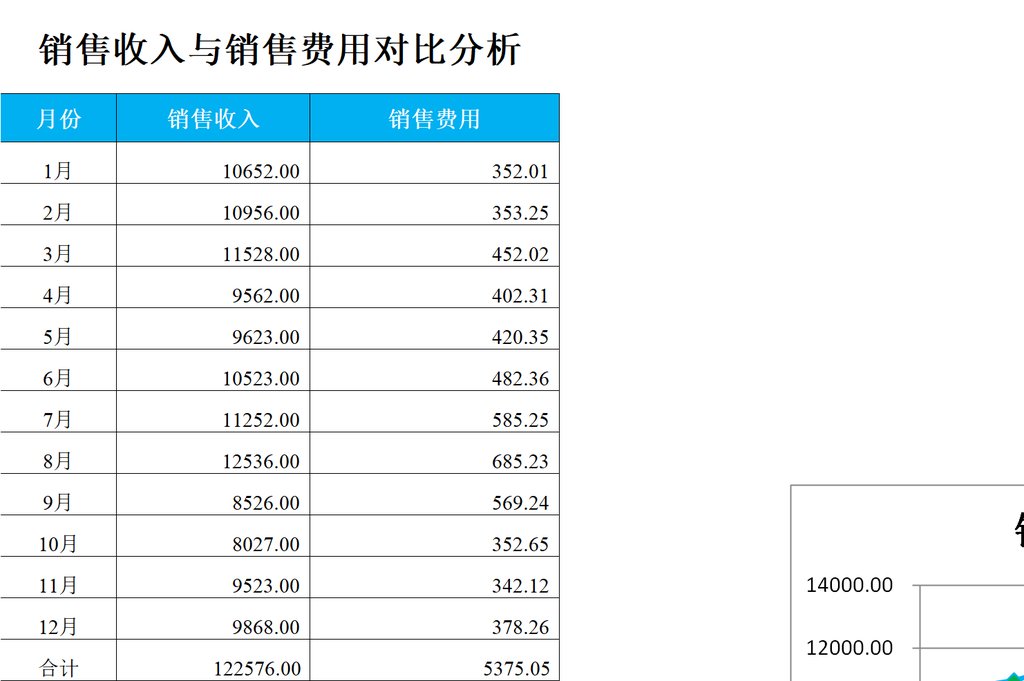 销售收入与销售费用对比分析
月份 销售收入 销售费用
1月 10652.00 352.01
2月 10956.00 353.25
3月 11528.00 452.02
4月 9562.00 402.31
5月 9623.00 420.35
6月 10523.00 482.36
7月 11252.00 585.25
8月 12536.00 685.23
9月 8526.00 569.24
10月 8027.00 352.65
11月 9523.00 342.12
12月 9868.00 378.26
合计 122576.00 5375.05
14000.00
12000.00